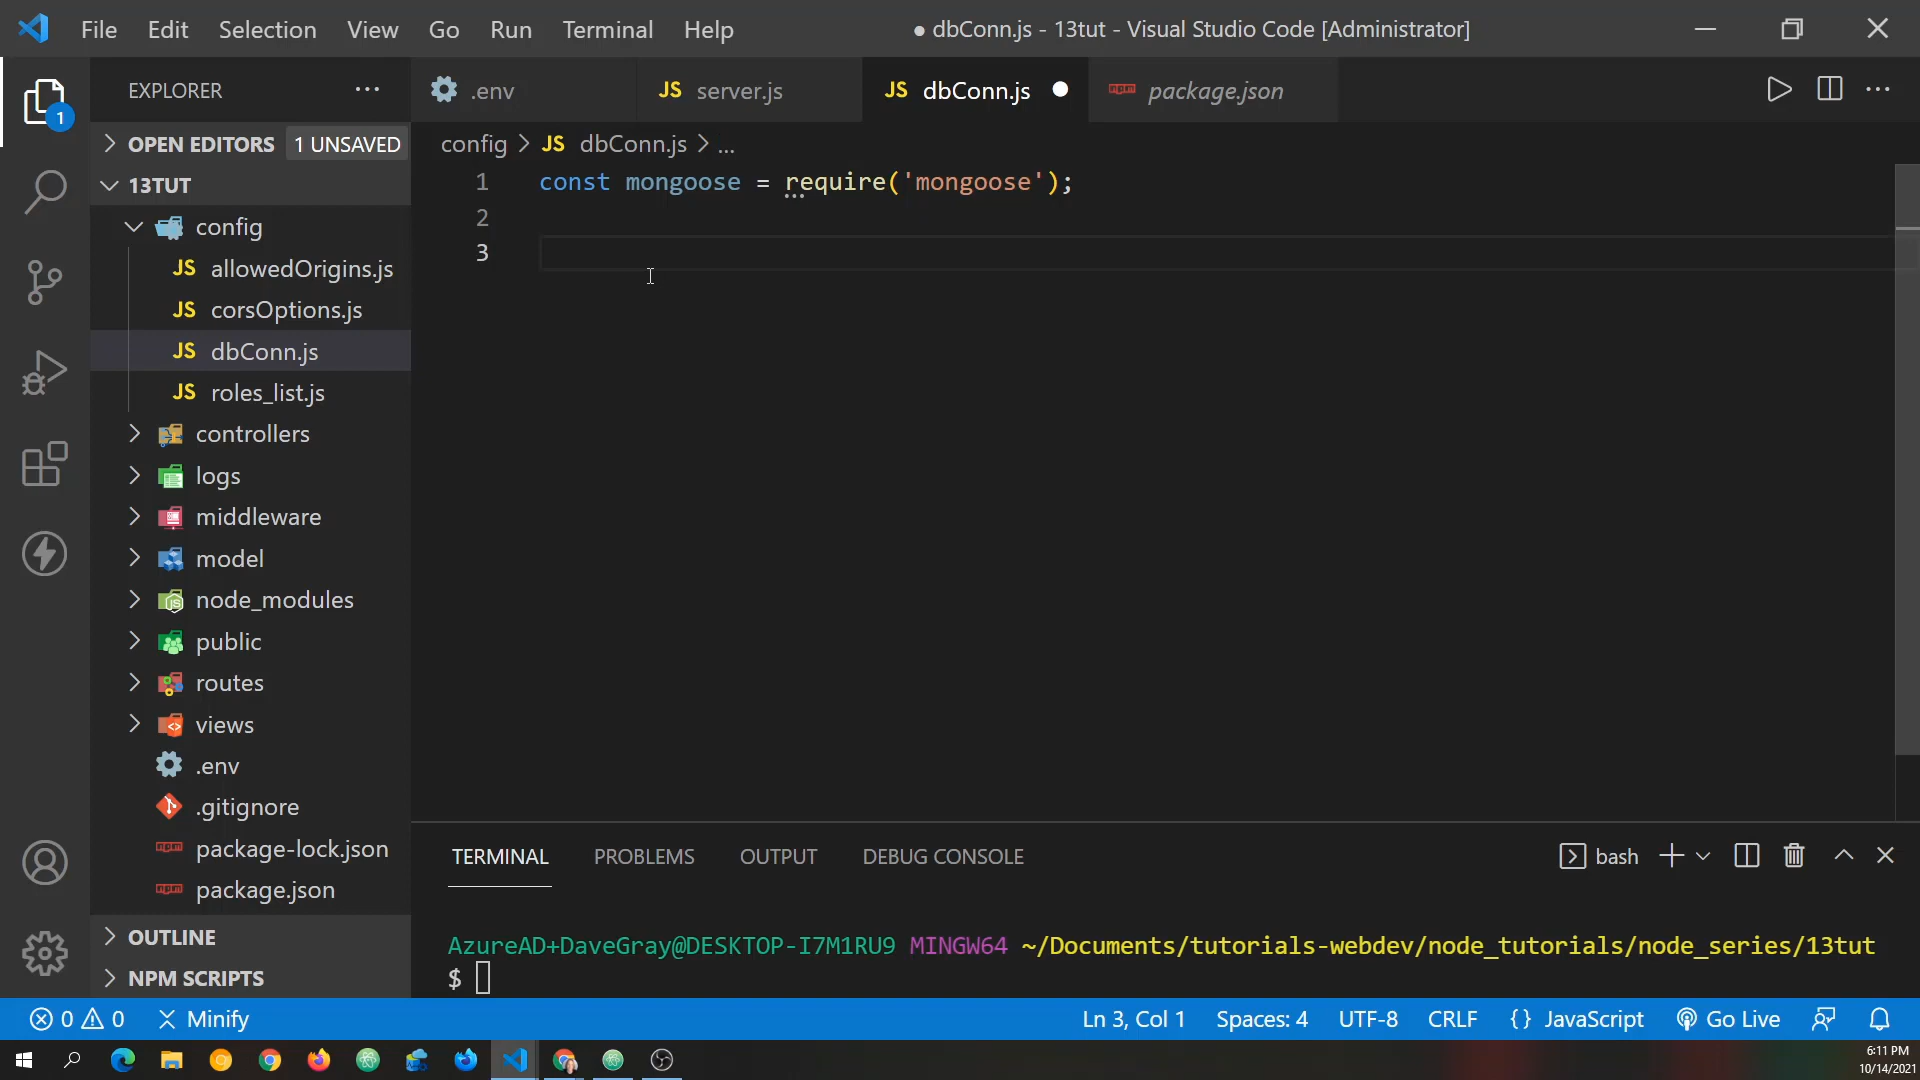 File Edit Selection View Go Run Terminal Help
● dbConn.js - 13tut - Visual Studio Code [Administrator]
EXPLORER ···
.env
JS server.js
JS dbConn.js
package.json
1
OPEN EDITORS 1 UNSAVED
config > JS dbConn.js > ...
13TUT
1 const mongoose = require('mongoose');
2
3
config
JS allowedOrigins.js
JS corsOptions.js
JS dbConn.js
JS roles_list.js
controllers
logs
middleware
model
node_modules
public
routes
views
.env
.gitignore
package-lock.json
package.json
OUTLINE
NPM SCRIPTS
TERMINAL PROBLEMS OUTPUT DEBUG CONSOLE
bash
AzureAD+DaveGray@DESKTOP-I7M1RU9 MINGW64 ~/Documents/tutorials-webdev/node_tutorials/node_series/13tut
$
0 0 Minify
Ln 3, Col 1 Spaces: 4 UTF-8 CRLF {} JavaScript Go Live
6:11 PM
10/14/2021